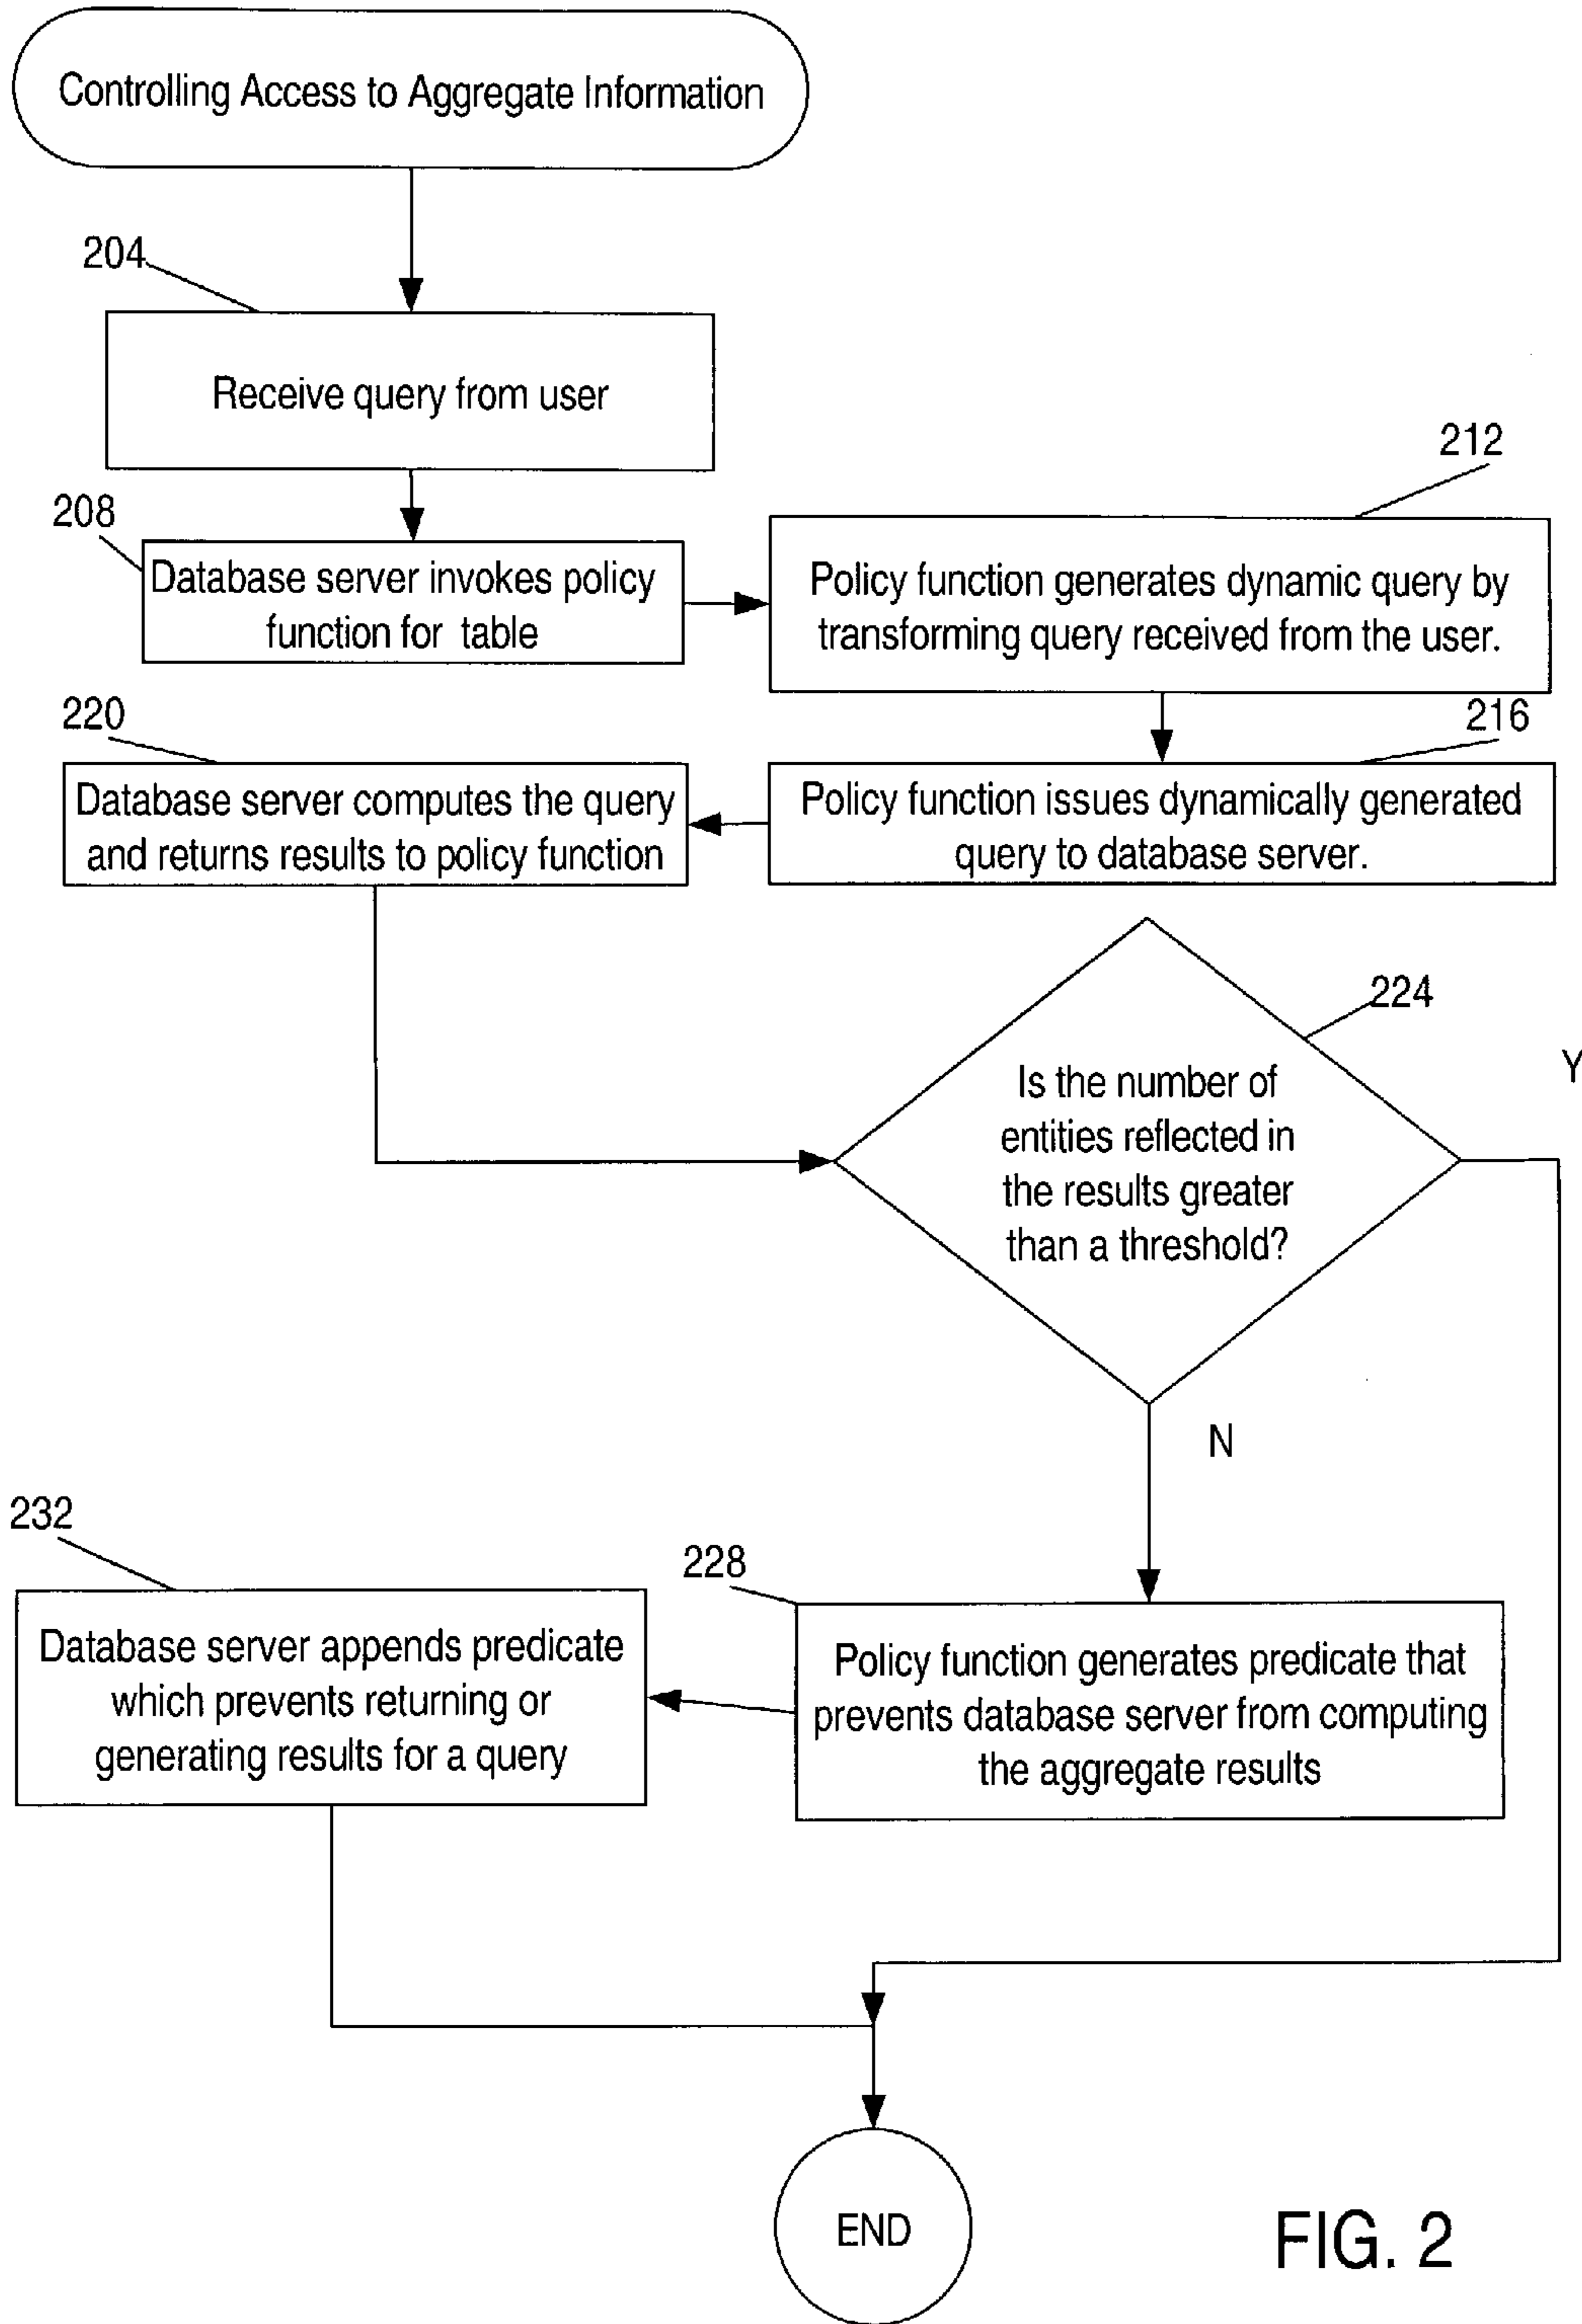 Controlling Access to Aggregate Information
204
Receive query from user
208
Database server invokes policy
function for table
212
Policy function generates dynamic query by
transforming query received from the user.
216
Policy function issues dynamically generated
query to database server.
220
Database server computes the query
and returns results to policy function
224
Is the number of
entities reflected in
the results greater
than a threshold?
Y
N
228
Policy function generates predicate that
prevents database server from computing
the aggregate results
232
Database server appends predicate
which prevents returning or
generating results for a query
END
FIG. 2